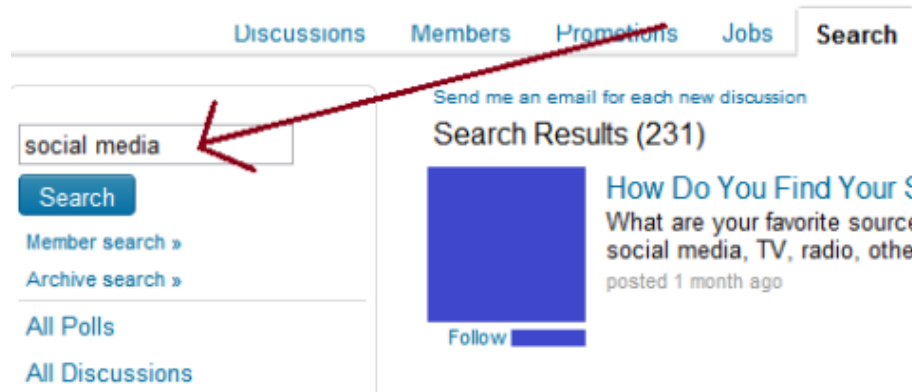 Discussions Members Promotions Jobs Search
social media
Search
Member search »
Archive search »
All Polls
All Discussions
Send me an email for each new discussion
Search Results (231)
How Do You Find Your S
What are your favorite source
social media, TV, radio, othe
posted 1 month ago
Follow